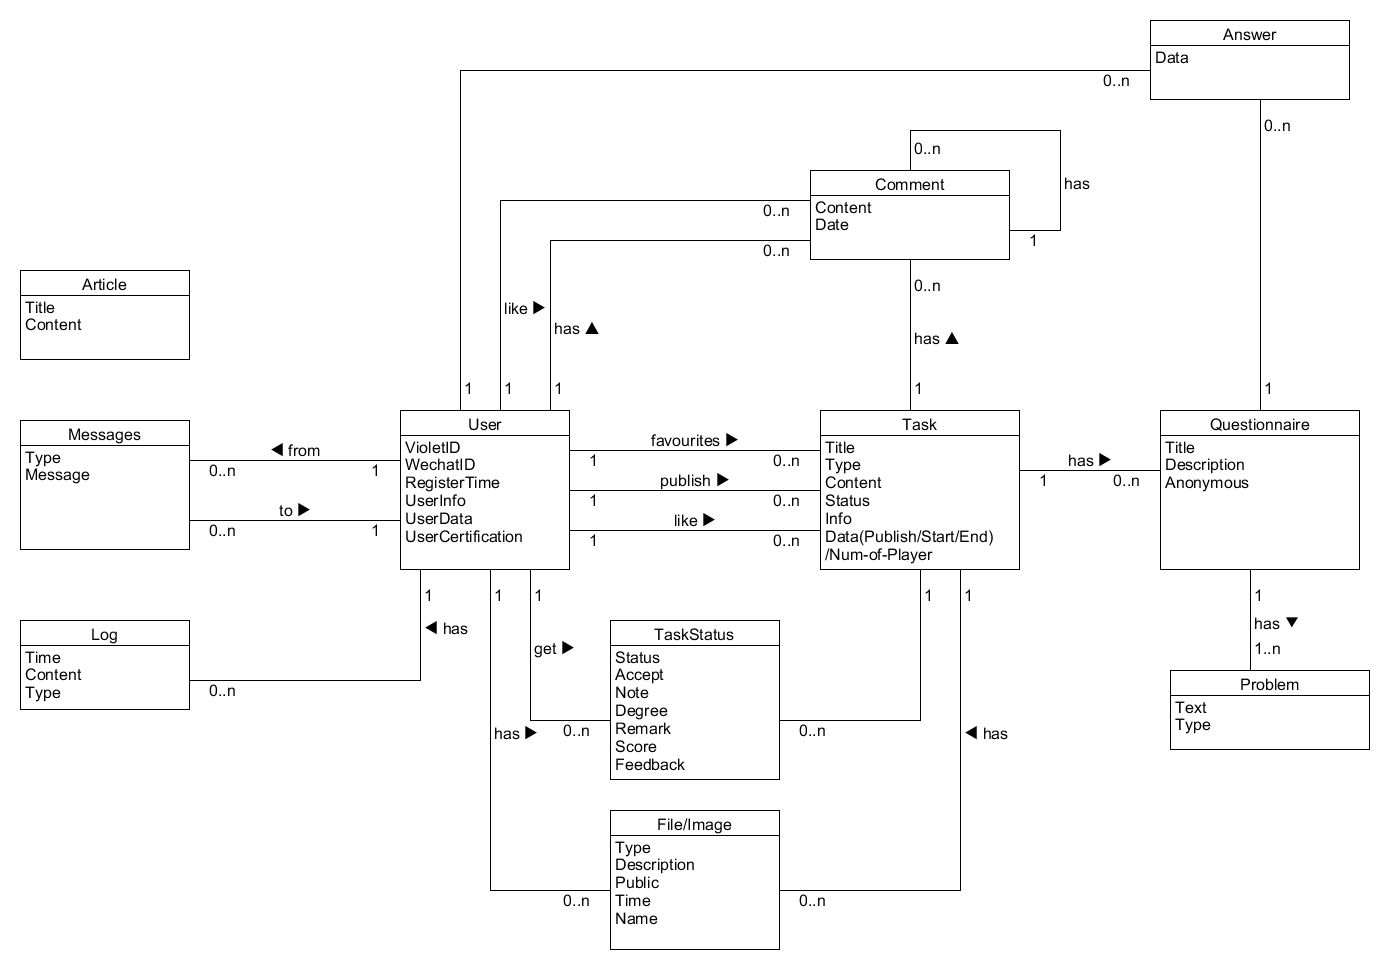 Answer
Data
0..n
0..n
0..n
has
Comment
Content
Date
0..n
0..n
1
0..n
Article
Title
Content
like ▶
has ▲
has ▲
1
1
1
1
1
Messages
Type
Message
◀ from
0..n
1
to ▶
0..n
1
User
VioletID
WechatID
RegisterTime
UserInfo
UserData
UserCertification
favourites ▶
1
0..n
publish ▶
1
0..n
like ▶
1
0..n
Task
Title
Type
Content
Status
Info
Data(Publish/Start/End)
/Num-of-Player
has ▶
1
0..n
Questionnaire
Title
Description
Anonymous
1
1
1
1
1
1
◀ has
get ▶
has ▼
1..n
Log
Time
Content
Type
0..n
TaskStatus
Status
Accept
Note
Degree
Remark
Score
Feedback
Problem
Text
Type
has ▶
0..n
0..n
◀ has
File/Image
Type
Description
Public
Time
Name
0..n
0..n